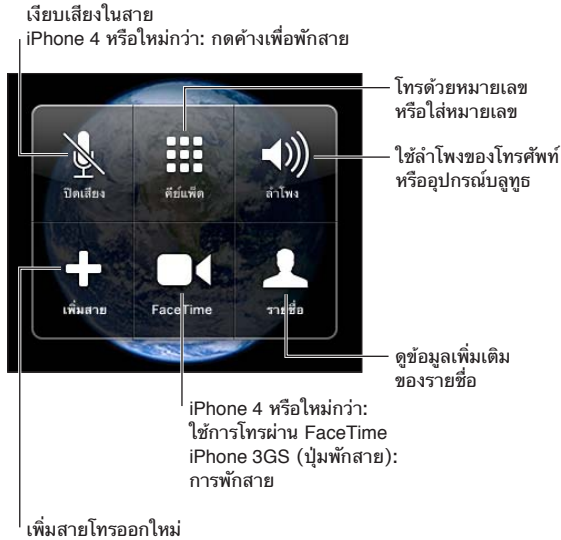 เงียบเสียงในสาย
iPhone 4 หรือใหม่กว่า: กดค้างเพื่อพักสาย
โทรด้วยหมายเลข
หรือใส่หมายเลข
ใช้ลำโพงของโทรศัพท์
หรืออุปกรณ์บลูทูธ
ปิดเสียง
คีย์แพ็ด
ลำโพง
เพิ่มสาย
FaceTime
รายชื่อ
ดูข้อมูลเพิ่มเติม
ของรายชื่อ
iPhone 4 หรือใหม่กว่า:
ใช้การโทรผ่าน FaceTime
iPhone 3GS (ปุ่มพักสาย):
การพักสาย
เพิ่มสายโทรออกใหม่